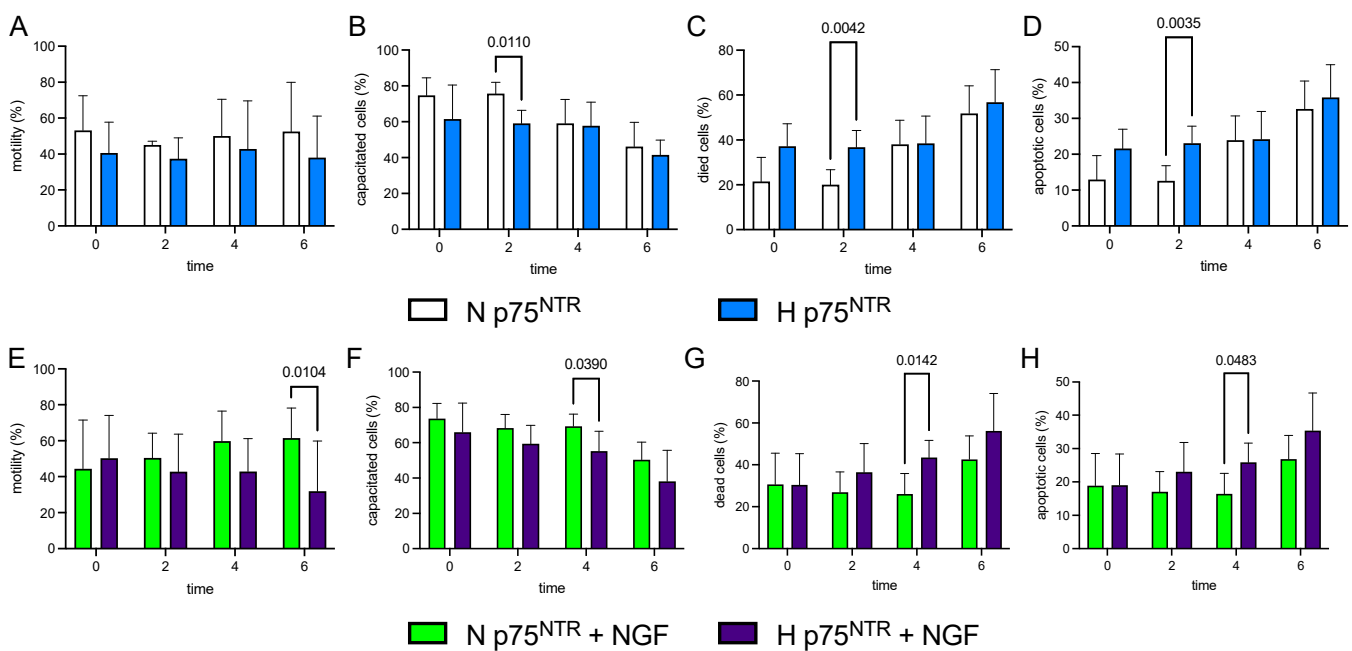 A
motility (%)
100
80
60
40
20
0
0 2 4 6
time
B
capacitated cells (%)
100
80
60
40
20
0
0.0110
0 2 4 6
time
C
died cells (%)
80
60
40
20
0
0.0042
0 2 4 6
time
D
apoptotic cells (%)
50
40
30
20
10
0
0.0035
0 2 4 6
time
N p75NTR
H p75NTR
E
motility (%)
100
80
60
40
20
0
0.0104
0 2 4 6
time
F
capacitated cells (%)
100
80
60
40
20
0
0.0390
0 2 4 6
time
G
dead cells (%)
80
60
40
20
0
0.0142
0 2 4 6
time
H
apoptotic cells (%)
50
40
30
20
10
0
0.0483
0 2 4 6
time
N p75NTR + NGF
H p75NTR + NGF